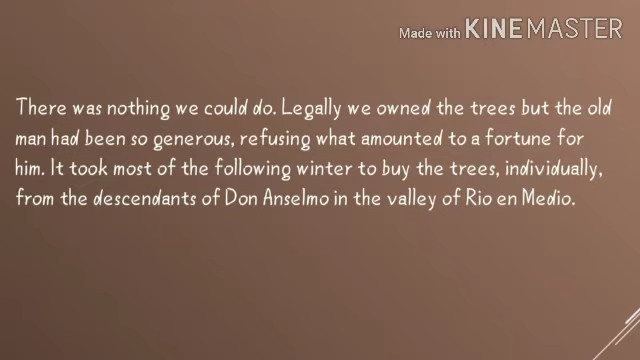 Made with KINEMASTER
There was nothing we could do. Legally we owned the trees but the old
man had been so generous, refusing what amounted to a fortune for
him. It took most of the following winter to buy the trees, individually,
from the descendants of Don Anselmo in the valley of Rio en Medio.